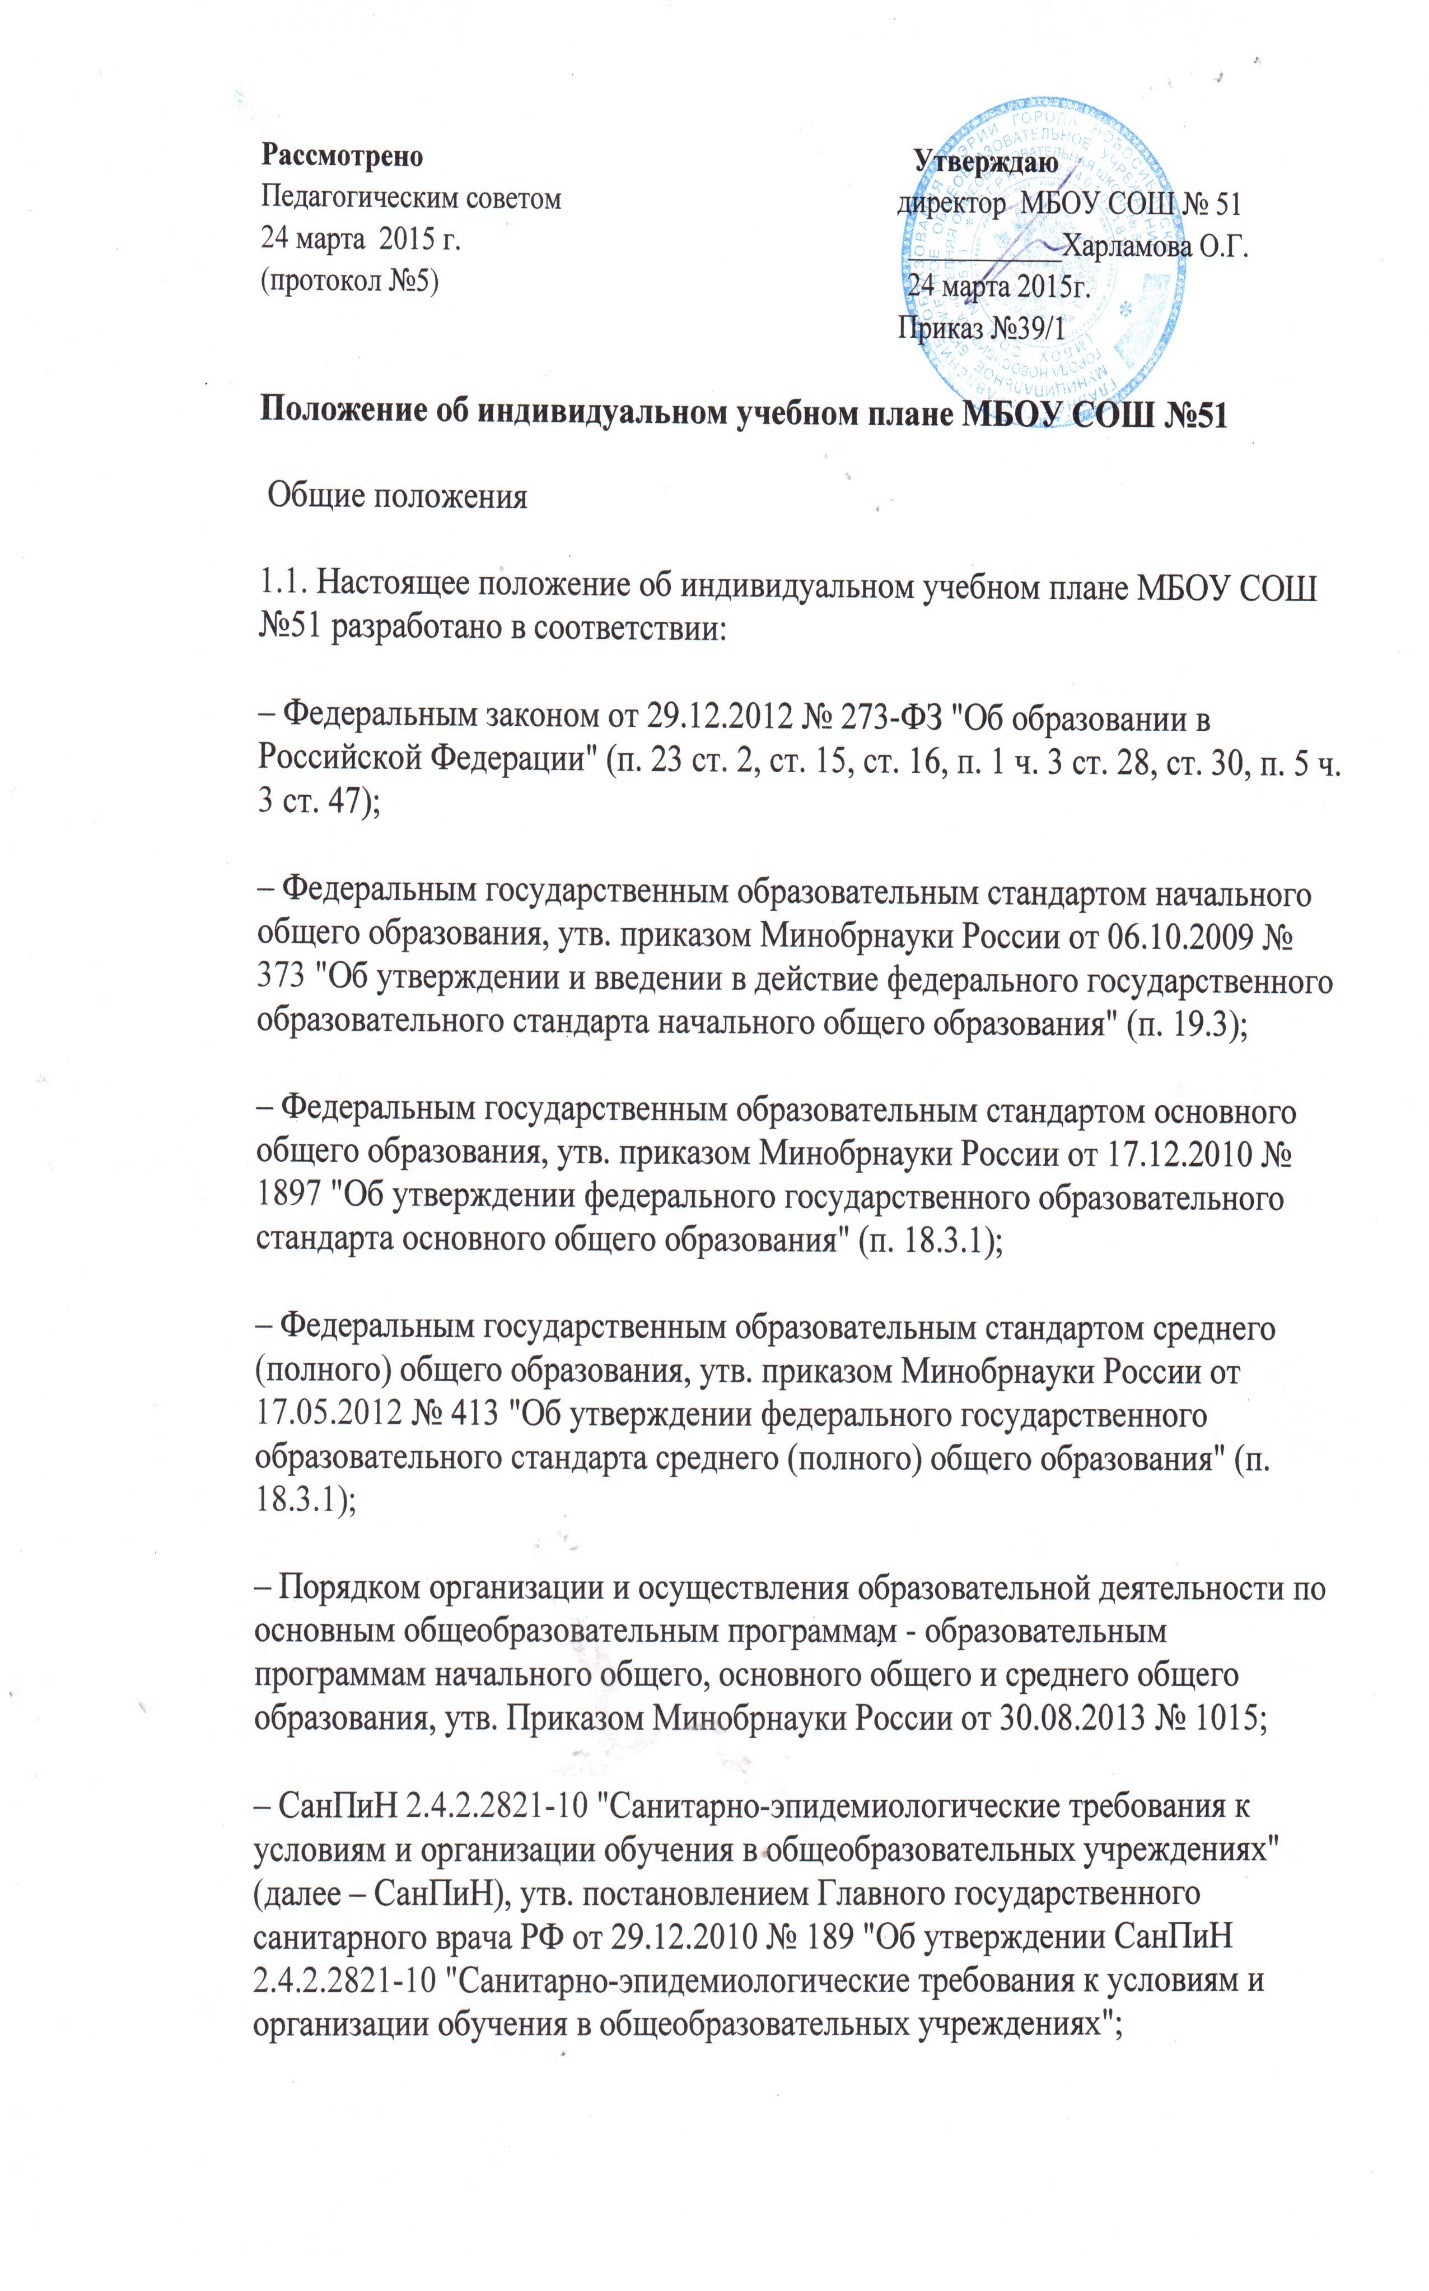 Рассмотрено
Педагогическим советом
24 марта 2015 г.
(протокол №5)
Утверждаю
директор МБОУ СОШ № 51
____________Харламова О.Г.
24 марта 2015г.
Приказ №39/1
Положение об индивидуальном учебном плане МБОУ СОШ №51
Общие положения
1.1. Настоящее положение об индивидуальном учебном плане МБОУ СОШ
№51 разработано в соответствии:
– Федеральным законом от 29.12.2012 № 273-ФЗ "Об образовании в
Российской Федерации" (п. 23 ст. 2, ст. 15, ст. 16, п. 1 ч. 3 ст. 28, ст. 30, п. 5 ч.
3 ст. 47);
– Федеральным государственным образовательным стандартом начального
общего образования, утв. приказом Минобрнауки России от 06.10.2009 №
373 "Об утверждении и введении в действие федерального государственного
образовательного стандарта начального общего образования" (п. 19.3);
– Федеральным государственным образовательным стандартом основного
общего образования, утв. приказом Минобрнауки России от 17.12.2010 №
1897 "Об утверждении федерального государственного образовательного
стандарта основного общего образования" (п. 18.3.1);
– Федеральным государственным образовательным стандартом среднего
(полного) общего образования, утв. приказом Минобрнауки России от
17.05.2012 № 413 "Об утверждении федерального государственного
образовательного стандарта среднего (полного) общего образования" (п.
18.3.1);
– Порядком организации и осуществления образовательной деятельности по
основным общеобразовательным программам - образовательным
программам начального общего, основного общего и среднего общего
образования, утв. Приказом Минобрнауки России от 30.08.2013 № 1015;
– СанПиН 2.4.2.2821-10 "Санитарно-эпидемиологические требования к
условиям и организации обучения в общеобразовательных учреждениях"
(далее – СанПиН), утв. постановлением Главного государственного
санитарного врача РФ от 29.12.2010 № 189 "Об утверждении СанПиН
2.4.2.2821-10 "Санитарно-эпидемиологические требования к условиям и
организации обучения в общеобразовательных учреждениях";